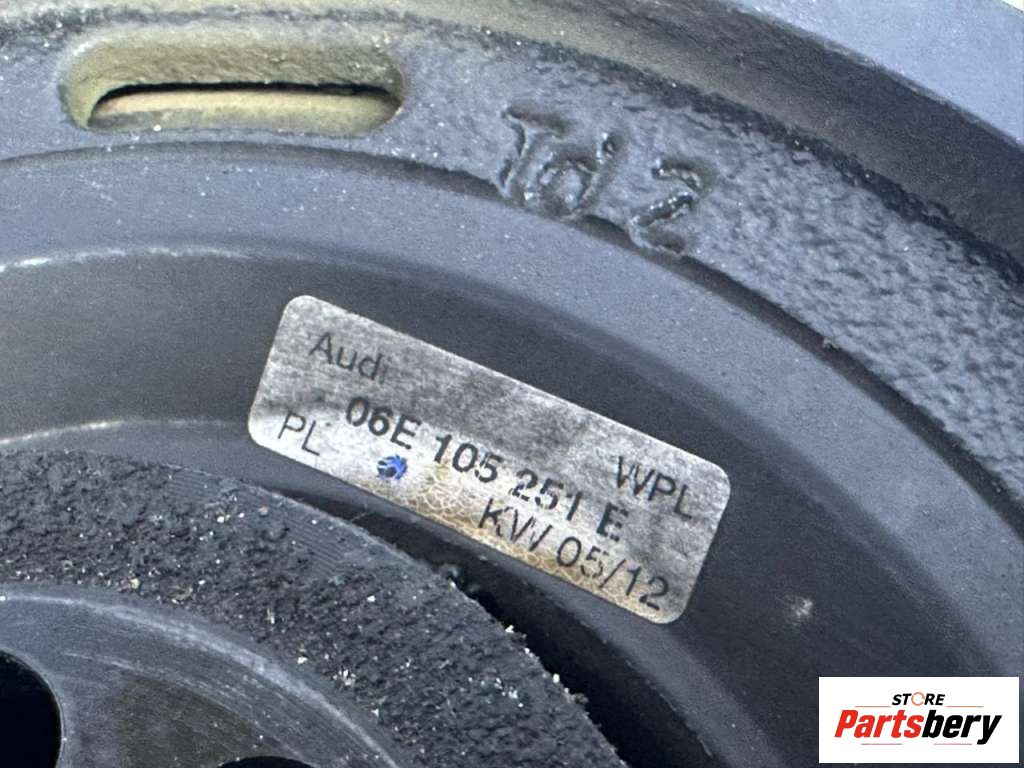 Audi WPL
06E 105 251 E
PL KW 05/12
STORE
Partsbery